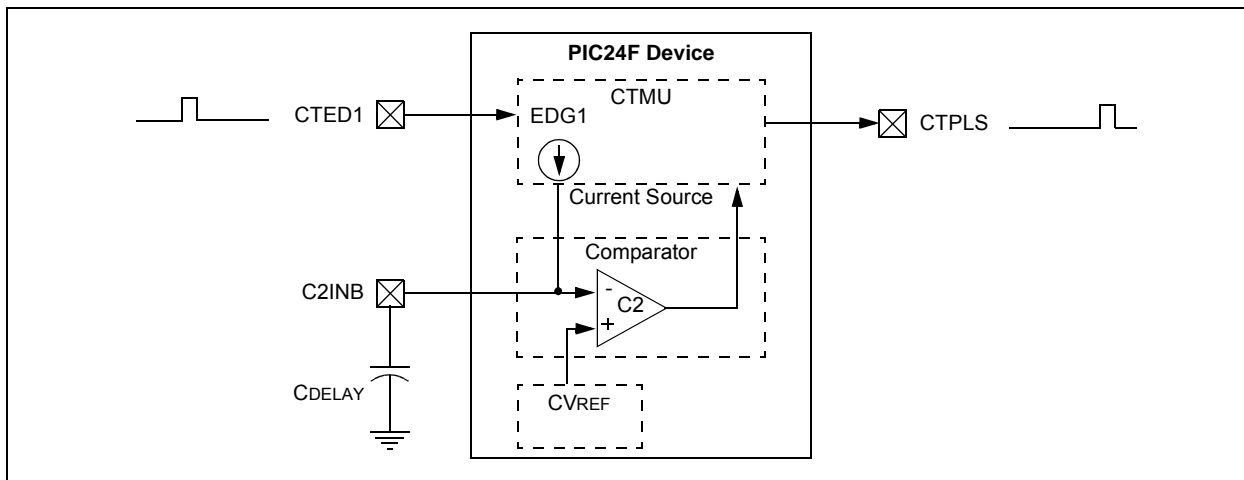 PIC24F Device
CTMU
CTED1
EDG1
CTPLS
Current Source
Comparator
C2INB
-
C2
+
CDELAY
CVREF